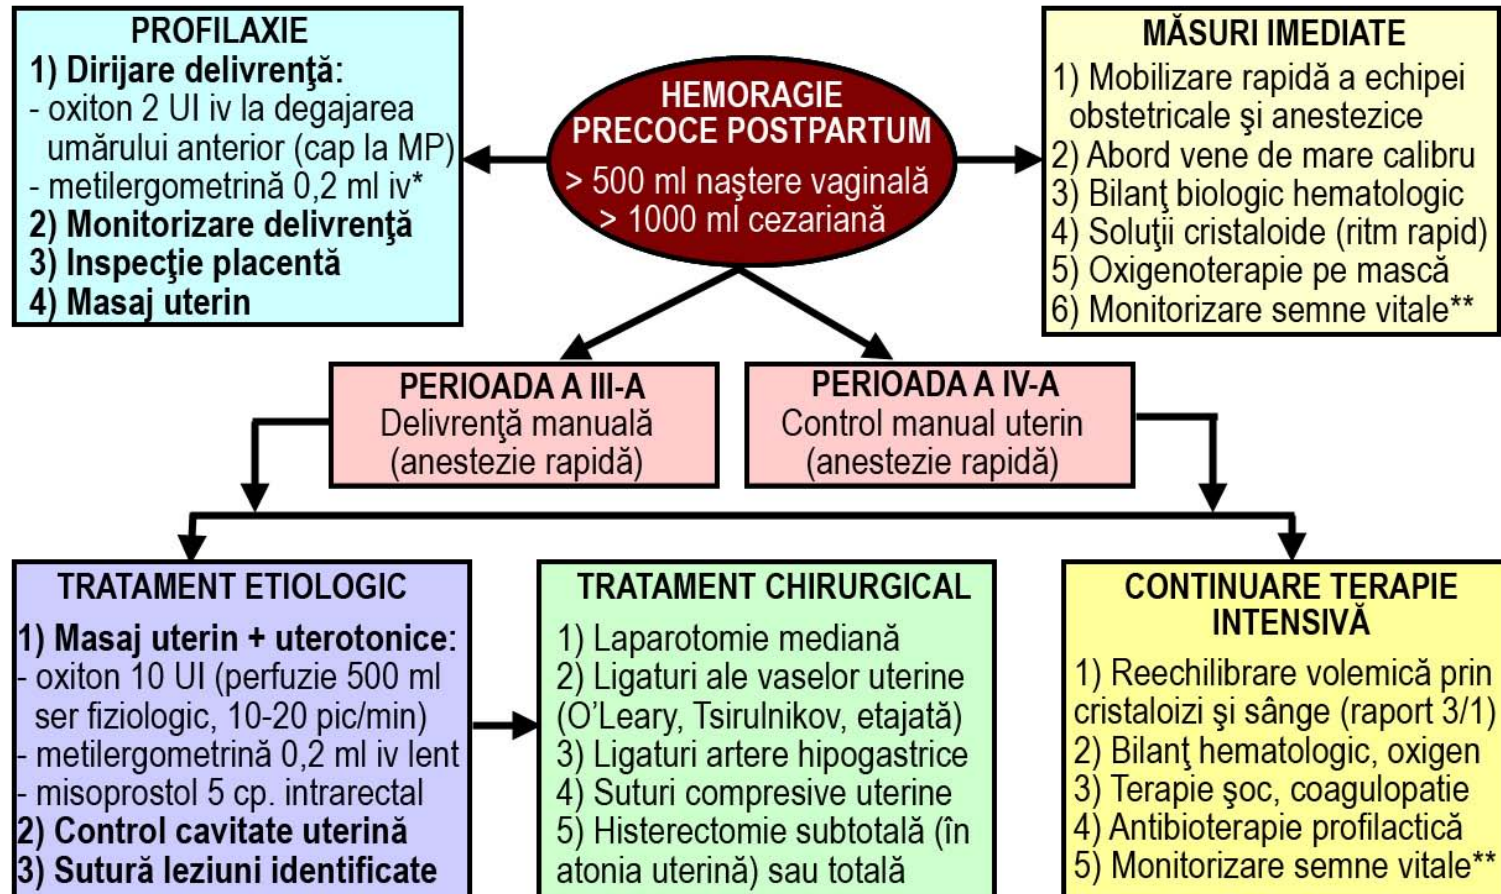 PROFILAXIE
1) Dirijare delivrenţă:
- oxiton 2 UI iv la degajarea
umărului anterior (cap la MP)
- metilergometrină 0,2 ml iv*
2) Monitorizare delivrenţă
3) Inspecţie placentă
4) Masaj uterin
HEMORAGIE
PRECOCE POSTPARTUM
> 500 ml naştere vaginală
> 1000 ml cezariană
MĂSURI IMEDIATE
1) Mobilizare rapidă a echipei
obstetricale şi anestezice
2) Abord vene de mare calibru
3) Bilanţ biologic hematologic
4) Soluţii cristaloide (ritm rapid)
5) Oxigenoterapie pe mască
6) Monitorizare semne vitale**
PERIOADA A III-A
Delivrenţă manuală
(anestezie rapidă)
PERIOADA A IV-A
Control manual uterin
(anestezie rapidă)
TRATAMENT ETIOLOGIC
1) Masaj uterin + uterotonice:
- oxiton 10 UI (perfuzie 500 ml
ser fiziologic, 10-20 pic/min)
- metilergometrină 0,2 ml iv lent
- misoprostol 5 cp. intrarectal
2) Control cavitate uterină
3) Sutură leziuni identificate
TRATAMENT CHIRURGICAL
1) Laparotomie mediană
2) Ligaturi ale vaselor uterine
(O'Leary, Tsirulnikov, etajată)
3) Ligaturi artere hipogastrice
4) Suturi compresive uterine
5) Histerectomie subtotală (în
atonia uterină) sau totală
CONTINUARE TERAPIE
INTENSIVĂ
1) Reechilibrare volemică prin
cristaloizi şi sânge (raport 3/1)
2) Bilanţ hematologic, oxigen
3) Terapie şoc, coagulopatie
4) Antibioterapie profilactică
5) Monitorizare semne vitale**